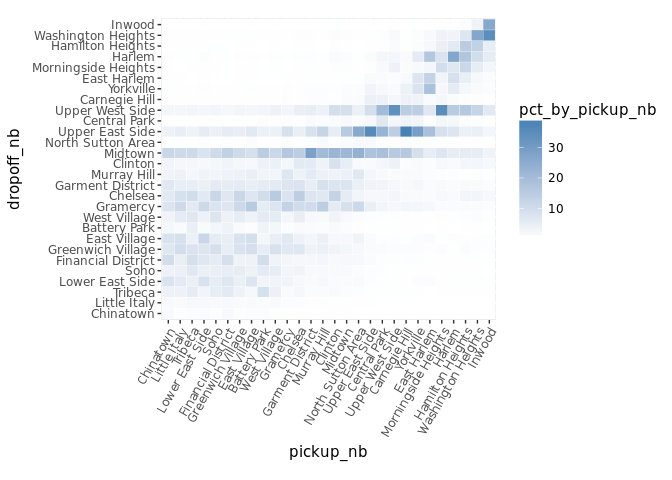 Inwood
Washington Heights
Hamilton Heights
Harlem
Morningside Heights
East Harlem
Yorkville
Carnegie Hill
Upper West Side
Central Park
Upper East Side
North Sutton Area
Midtown
Clinton
Murray Hill
Garment District
Chelsea
Gramercy
West Village
Battery Park
East Village
Greenwich Village
Financial District
Soho
Lower East Side
Tribeca
Little Italy
Chinatown
dropoff_nb
Chinatown
Little Italy
Tribeca
Lower East Side
Soho
Financial District
Greenwich Village
East Village
Battery Park
West Village
Gramercy
Chelsea
Garment District
Murray Hill
Clinton
Midtown
North Sutton Area
Upper East Side
Central Park
Upper West Side
Carnegie Hill
Yorkville
East Harlem
Morningside Heights
Harlem
Hamilton Heights
Washington Heights
Inwood
pickup_nb
pct_by_pickup_nb
30
20
10